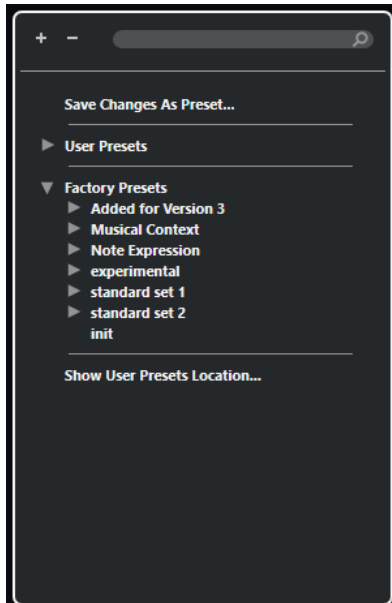 Save Changes As Preset...
User Presets
Factory Presets
Added for Version 3
Musical Context
Note Expression
experimental
standard set 1
standard set 2
init
Show User Presets Location...